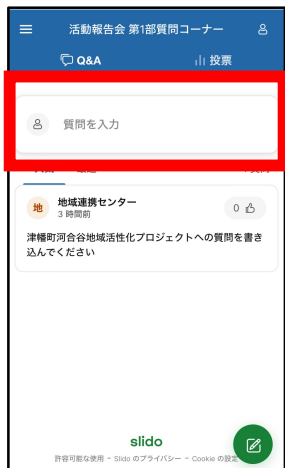 活動報告会 第1部質問コーナー
Q&A
投票
質問を入力
地
地域連携センター
3 時間前
0
津幡町河合谷地域活性化プロジェクトへの質問を書き
込んでください
slido
許容可能な使用 - Slido のプライバシー - Cookie の設定